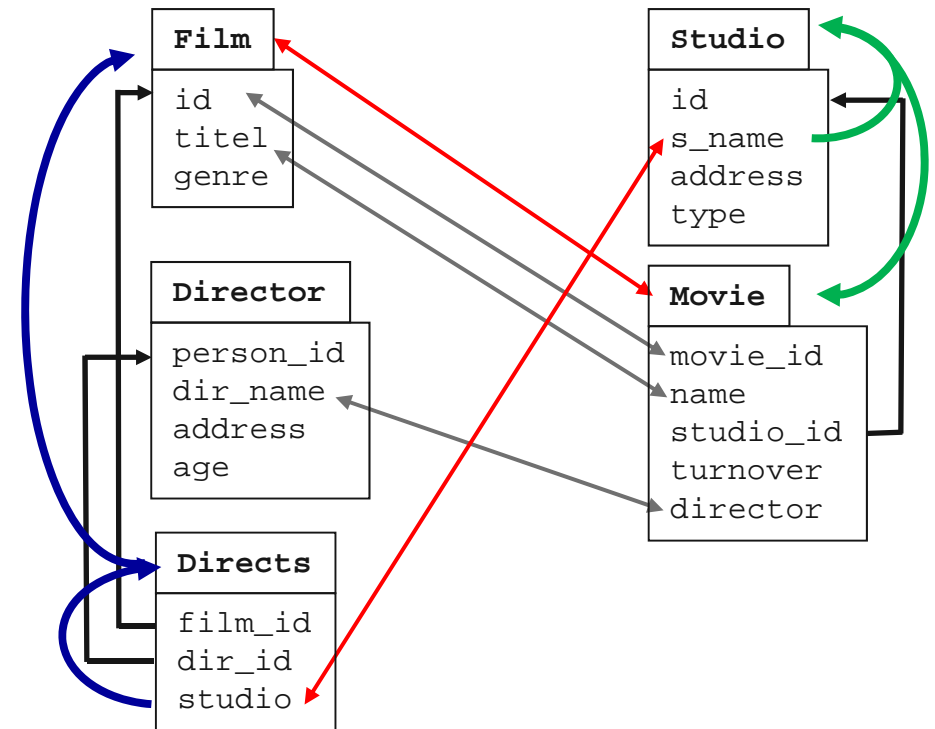 Film
id
titel
genre
Director
person_id
dir_name
address
age
Directs
film_id
dir_id
studio
Studio
id
s_name
address
type
Movie
movie_id
name
studio_id
turnover
director